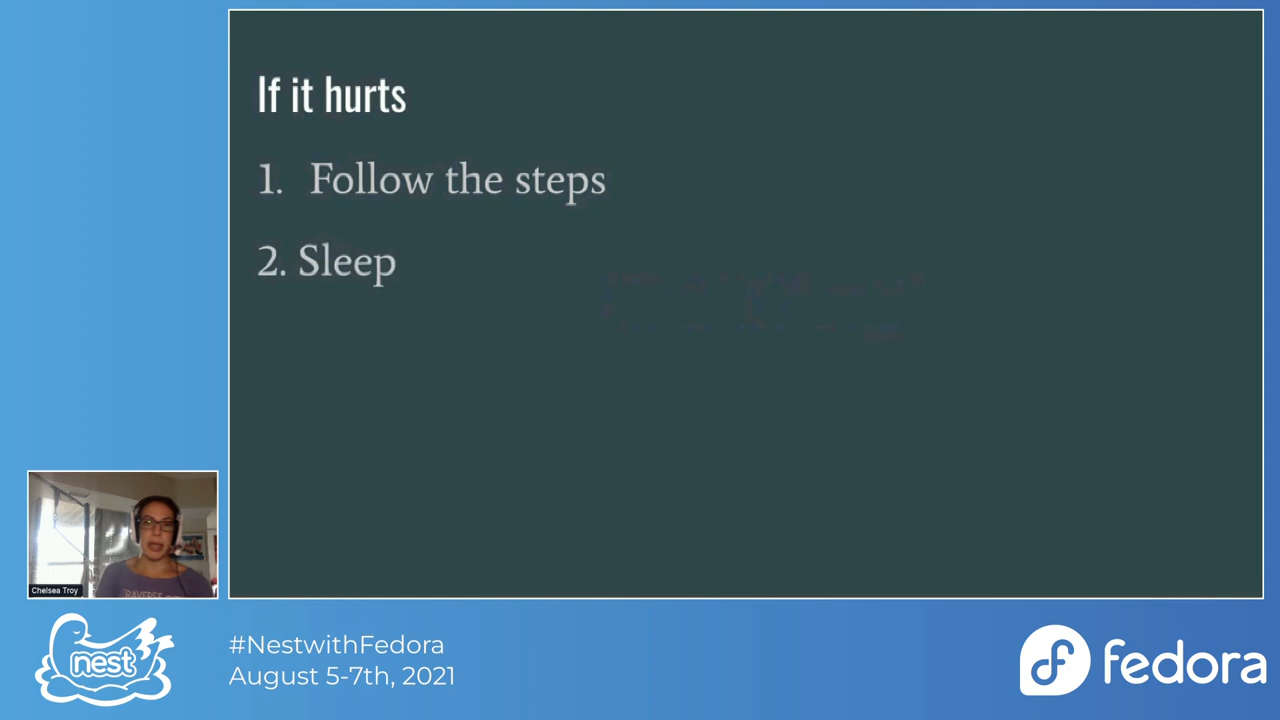 If it hurts
1. Follow the steps
2. Sleep
Chelsea Troy
nest
#NestwithFedora
August 5-7th, 2021
fedora